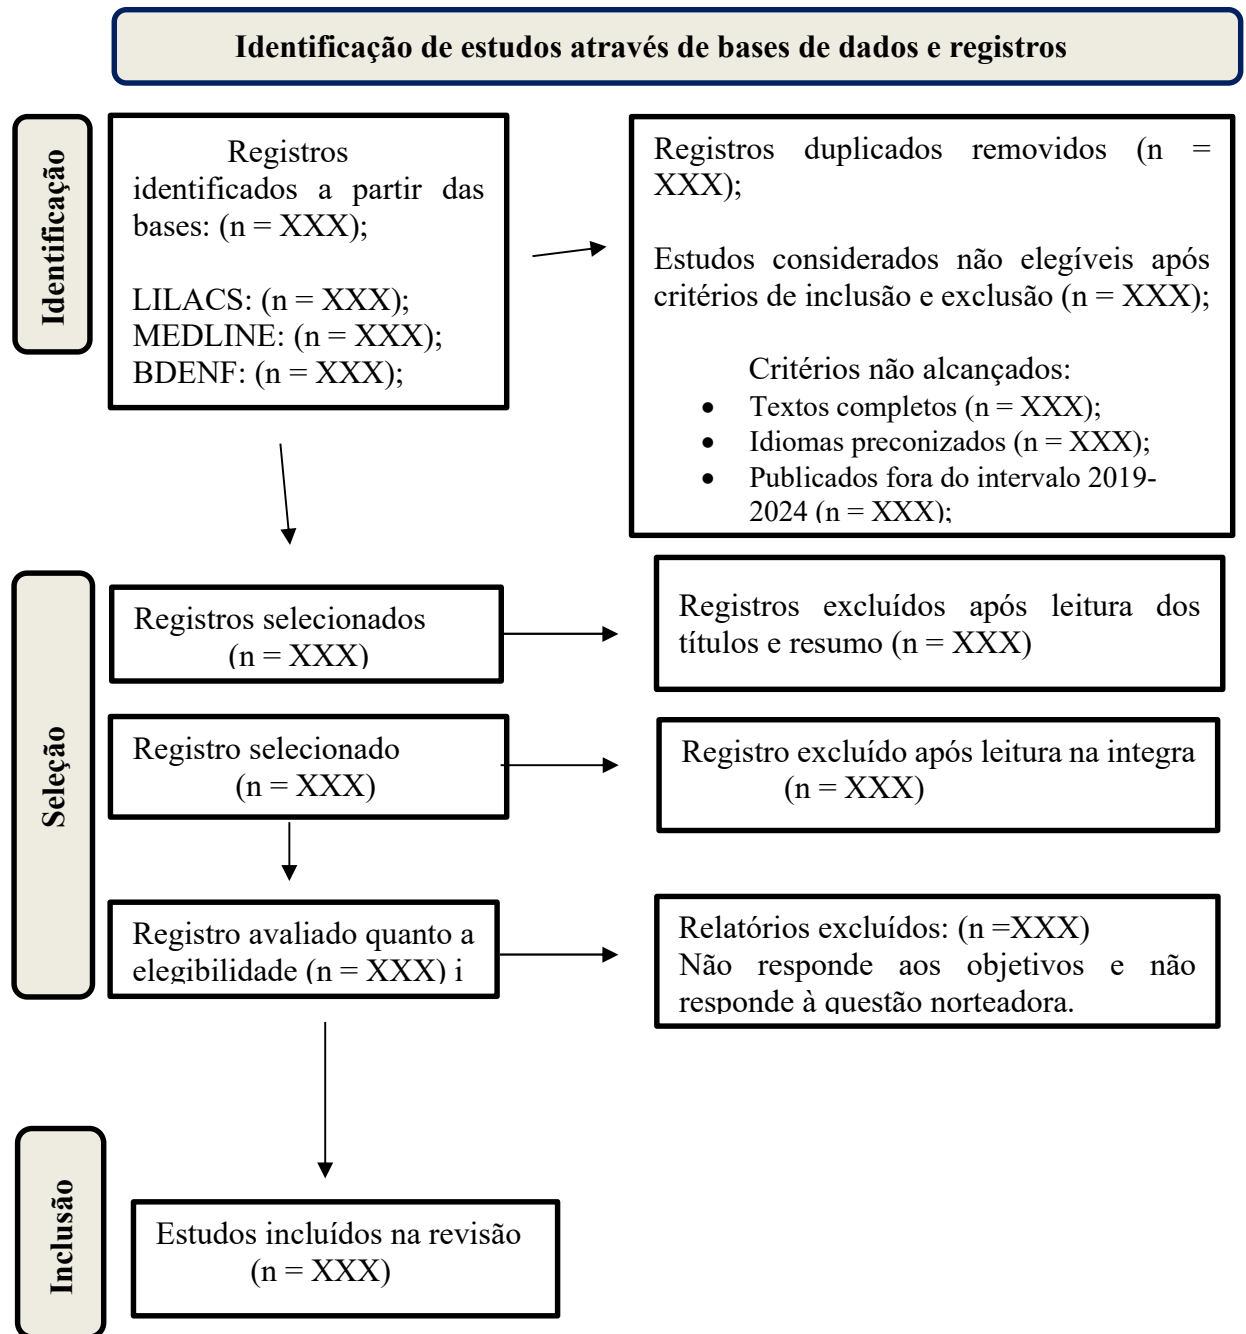 Identificação de estudos através de bases de dados e registros
Identificação
Registros
identificados a partir das
bases: (n = XXX);
LILACS: (n = XXX);
MEDLINE: (n = XXX);
BDENF: (n = XXX);
Registros duplicados removidos (n =
XXX);
Estudos considerados não elegíveis após
critérios de inclusão e exclusão (n = XXX);
Critérios não alcançados:
• Textos completos (n = XXX);
• Idiomas preconizados (n = XXX);
• Publicados fora do intervalo 2019-
2024 (n = XXX);
Seleção
Registros selecionados
(n = XXX)
Registros excluídos após leitura dos
títulos e resumo (n = XXX)
Registro selecionado
(n = XXX)
Registro excluído após leitura na integra
(n = XXX)
Registro avaliado quanto a
elegibilidade (n = XXX) i
Relatórios excluídos: (n =XXX)
Não responde aos objetivos e não
responde à questão norteadora.
Inclusão
Estudos incluídos na revisão
(n = XXX)